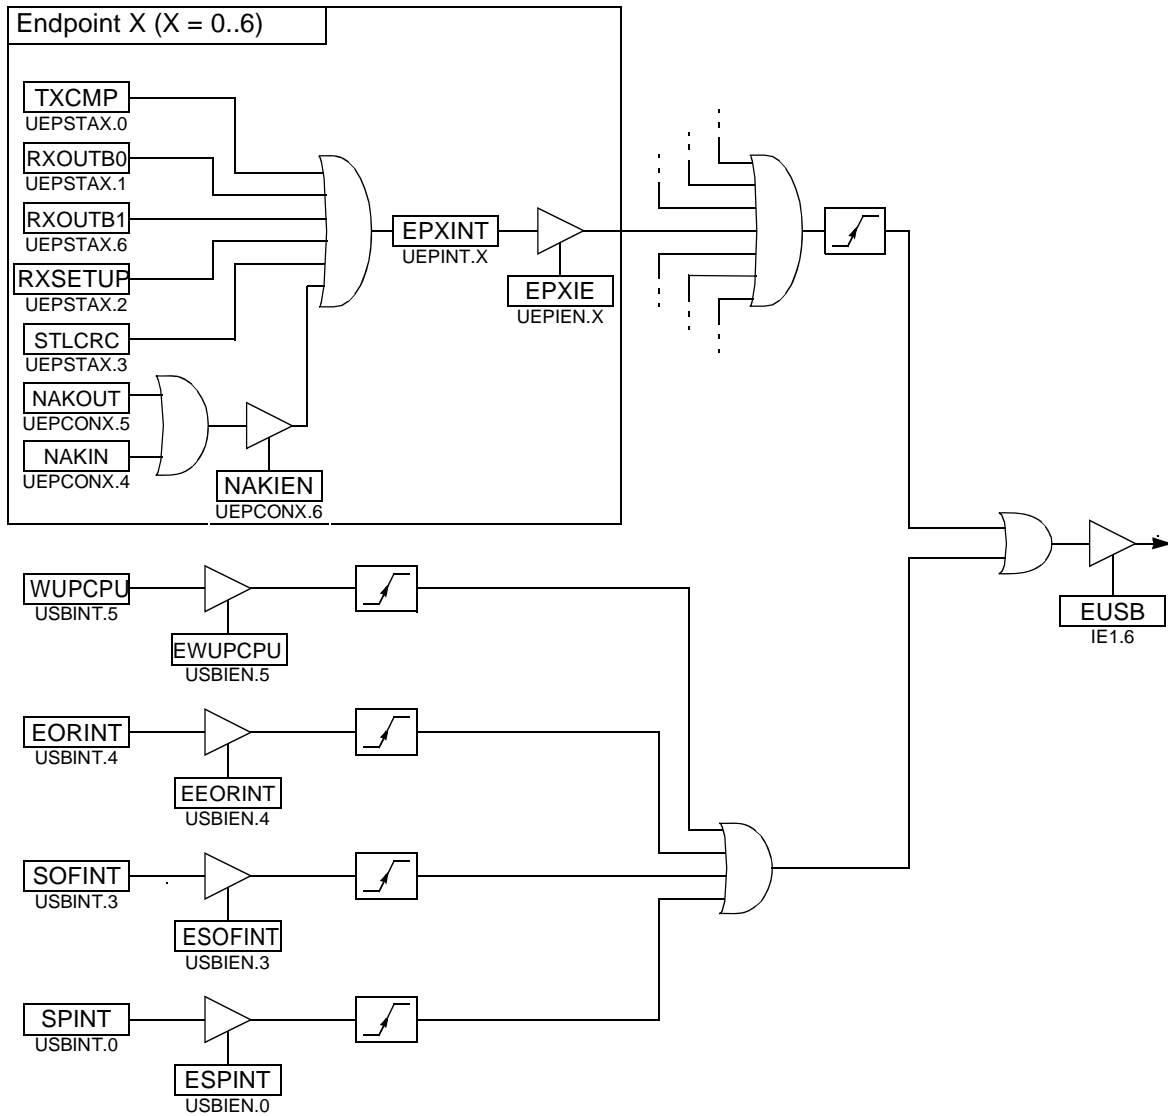 Endpoint X (X = 0..6)
TXCMP
UEPSTAX.0
RXOUTB0
UEPSTAX.1
RXOUTB1
UEPSTAX.6
RXSETUP
UEPSTAX.2
STLCRC
UEPSTAX.3
NAKOUT
UEPCONX.5
NAKIN
UEPCONX.4
NAKIEN
UEPCONX.6
EPXINT
UEPINT.X
EPXIE
UEPIEN.X
WUPCPU
USBINT.5
EWUPCPU
USBIEN.5
EUSB
IE1.6
EORINT
USBINT.4
EEORINT
USBIEN.4
SOFINT
USBINT.3
ESOFINT
USBIEN.3
SPINT
USBINT.0
ESPINT
USBIEN.0